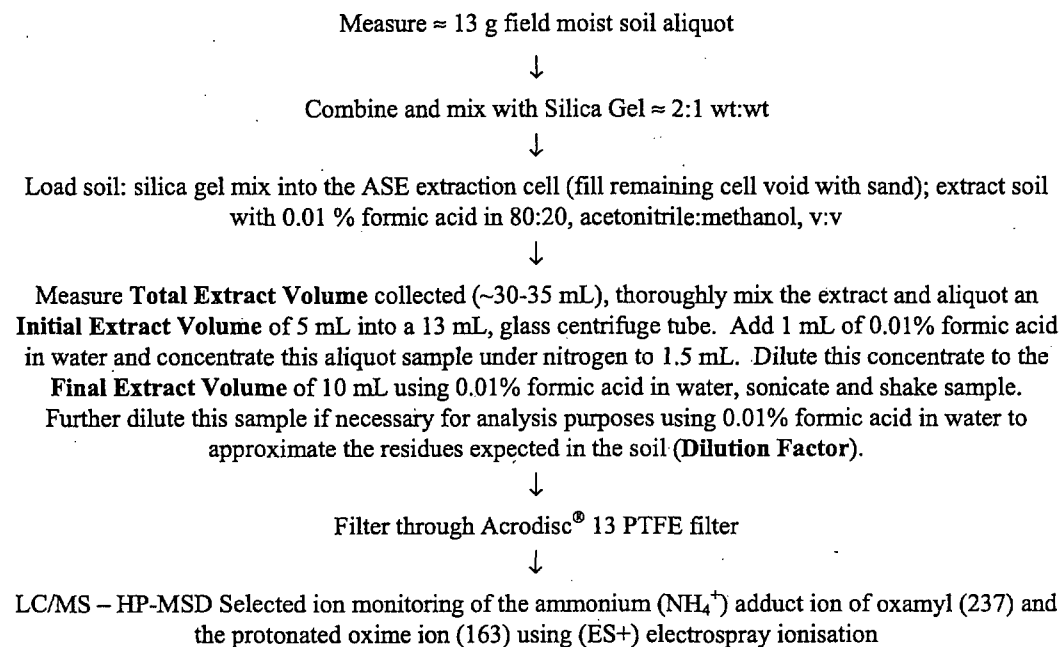 Measure ≈ 13 g field moist soil aliquot
↓
Combine and mix with Silica Gel ≈ 2:1 wt:wt
↓
Load soil: silica gel mix into the ASE extraction cell (fill remaining cell void with sand); extract soil
with 0.01 % formic acid in 80:20, acetonitrile:methanol, v:v
↓
Measure Total Extract Volume collected (~30-35 mL), thoroughly mix the extract and aliquot an
Initial Extract Volume of 5 mL into a 13 mL, glass centrifuge tube. Add 1 mL of 0.01% formic acid
in water and concentrate this aliquot sample under nitrogen to 1.5 mL. Dilute this concentrate to the
Final Extract Volume of 10 mL using 0.01% formic acid in water, sonicate and shake sample.
Further dilute this sample if necessary for analysis purposes using 0.01% formic acid in water to
approximate the residues expected in the soil (Dilution Factor).
↓
Filter through Acrodisc® 13 PTFE filter
↓
LC/MS – HP-MSD Selected ion monitoring of the ammonium (NH₄⁺) adduct ion of oxamyl (237) and
the protonated oxime ion (163) using (ES+) electrospray ionisation